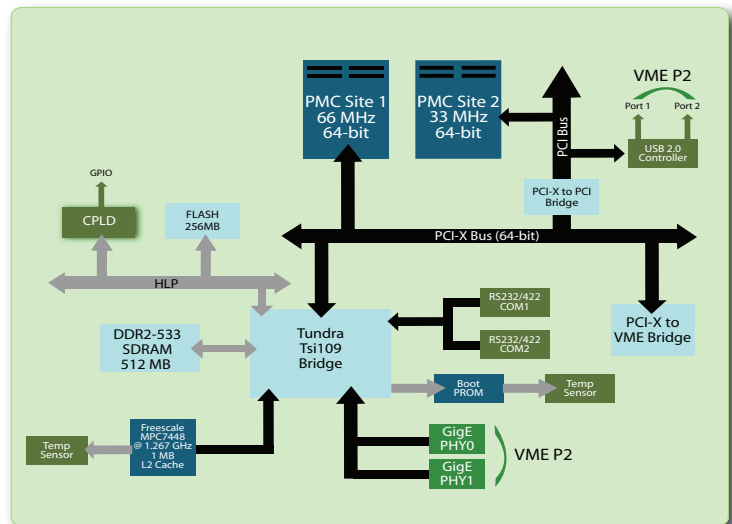 PMC Site 1
66 MHz
64-bit
PMC Site 2
33 MHz
64-bit
PCI Bus
VME P2
Port 1
Port 2
USB 2.0
Controller
PCI-X to PCI
Bridge
GPIO
CPLD
FLASH
256MB
PCI-X Bus (64-bit)
HLP
DDR2-533
SDRAM
512 MB
Tundra
Tsi109
Bridge
RS232/422
COM1
RS232/422
COM2
PCI-X to
VME Bridge
Boot
PROM
Temp
Sensor
Temp
Sensor
Freescale
MPC7448
@ 1.267 GHz
1 MB
L2 Cache
GigE
PHY0
GigE
PHY1
VME P2